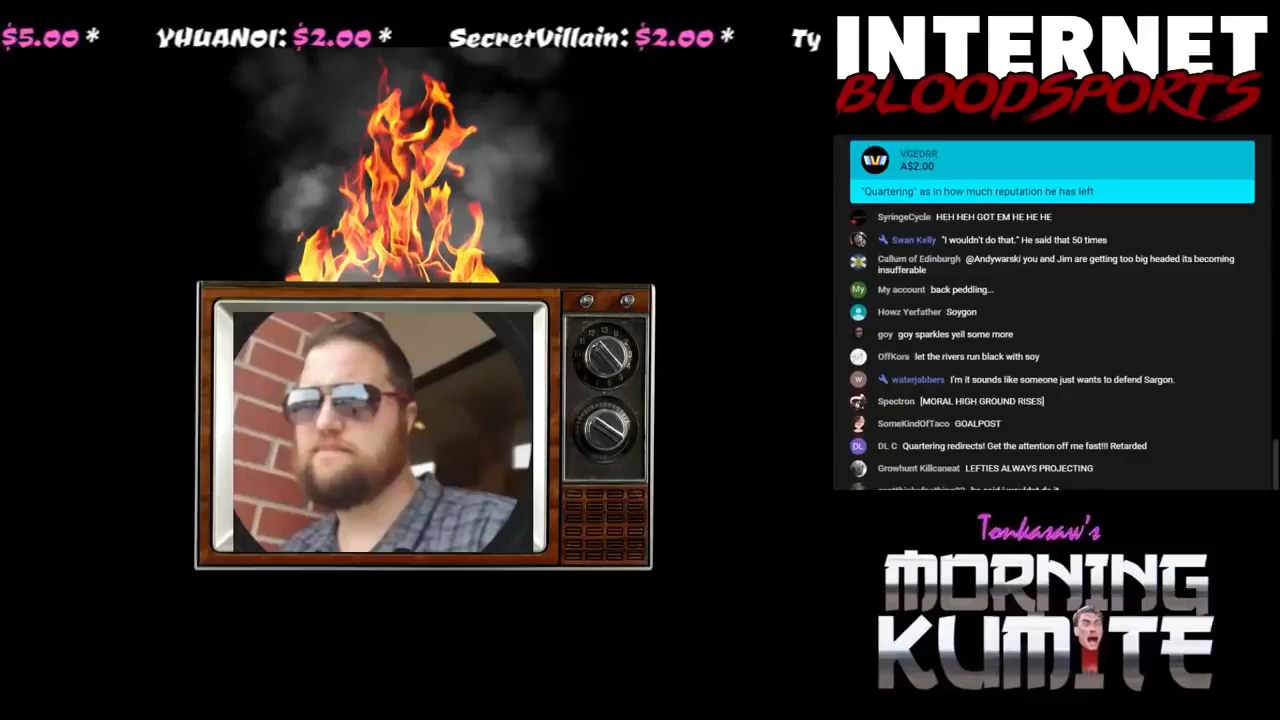 $5.00 * YHUANOI: $2.00 * SecretVillain: $2.00 * Ty
INTERNET
BLOODSPORTS
VGEDRR
A$2.00
"Quartering" as in how much reputation he has left
SyringeCycle HEH HEH GOT EM HE HE HE
Swan Kelly "I wouldn't do that." He said that 50 times
Callum of Edinburgh @Andywarski you and Jim are getting too big headed its becoming
insufferable
My account back peddling...
Howz Yerfather Soygon
goy goy sparkles yell some more
OffKors let the rivers run black with soy
waterjabbers I'm it sounds like someone just wants to defend Sargon.
Spectron [MORAL HIGH GROUND RISES]
SomeKindOfTaco GOALPOST
DL C Quartering redirects! Get the attention off me fast!!! Retarded
Growhunt Killcaneat LEFTIES ALWAYS PROJECTING
Tonkasaw's
MORNING
KUMITE